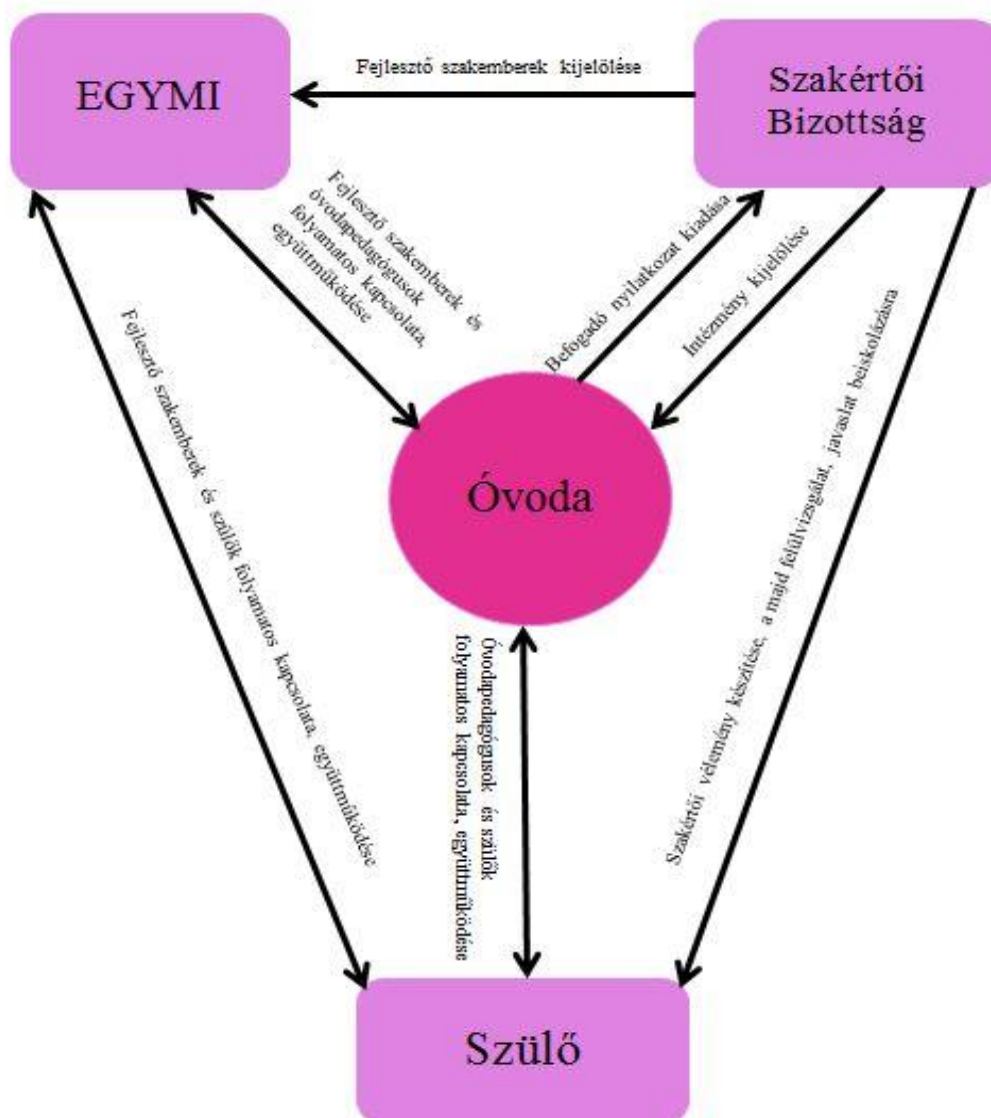 EGYMI
Fejlesztő szakemberek kijelölése
Szakértői
Bizottság
Fejlesztő szakemberek és
óvodapedagógusok
folyamatos kapcsolata,
együttműködése
Befogadó nyilatkozat kiadása
Intézmény kijelölése
Fejlesztő szakemberek és szülők folyamatos kapcsolata, együttműködése
Óvoda
Szakértői vélemény készítése, a majd felülvizsgálat, javaslat beiskolázásra
Óvodapedagógusok és szülők
folyamatos kapcsolata, együttműködése
Szülő